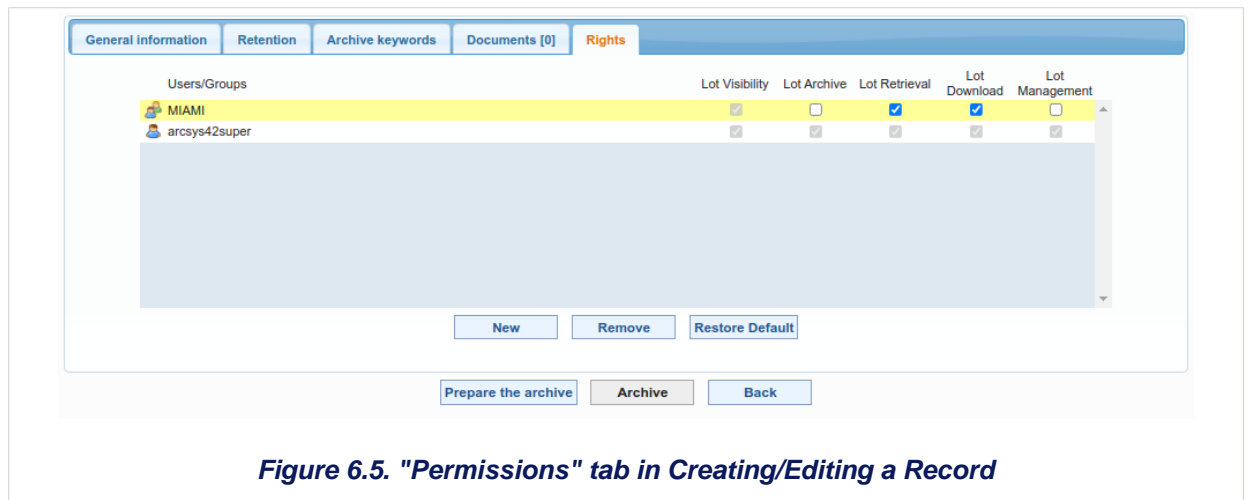 General information Retention Archive keywords Documents [0] Rights
Users/Groups Lot Visibility Lot Archive Lot Retrieval Lot Download Lot Management
MIAMI
arcsys42super
New Remove Restore Default
Prepare the archive Archive Back
Figure 6.5. "Permissions" tab in Creating/Editing a Record